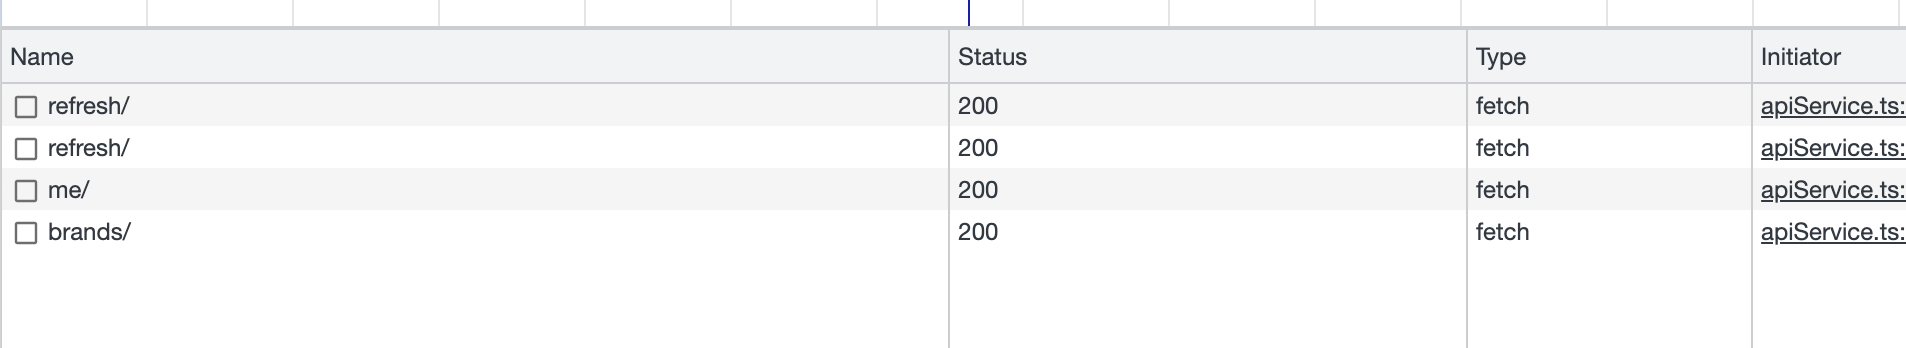 Name Status Type Initiator
refresh/ 200 fetch apiService.ts:
refresh/ 200 fetch apiService.ts:
me/ 200 fetch apiService.ts:
brands/ 200 fetch apiService.ts: